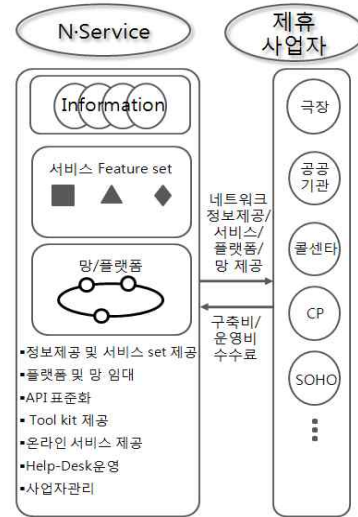 N·Service
제휴
사업자
Information
서비스 Feature set
망/플랫폼
▪정보제공 및 서비스 set 제공
▪플랫폼 및 망 임대
▪API 표준화
▪ Tool kit 제공
▪온라인 서비스 제공
▪Help-Desk운영
▪사업자관리
네트워크
정보제공/
서비스/
플랫폼/
망 제공
구축비/
운영비
수수료
극장
공공
기관
콜센타
CP
SOHO